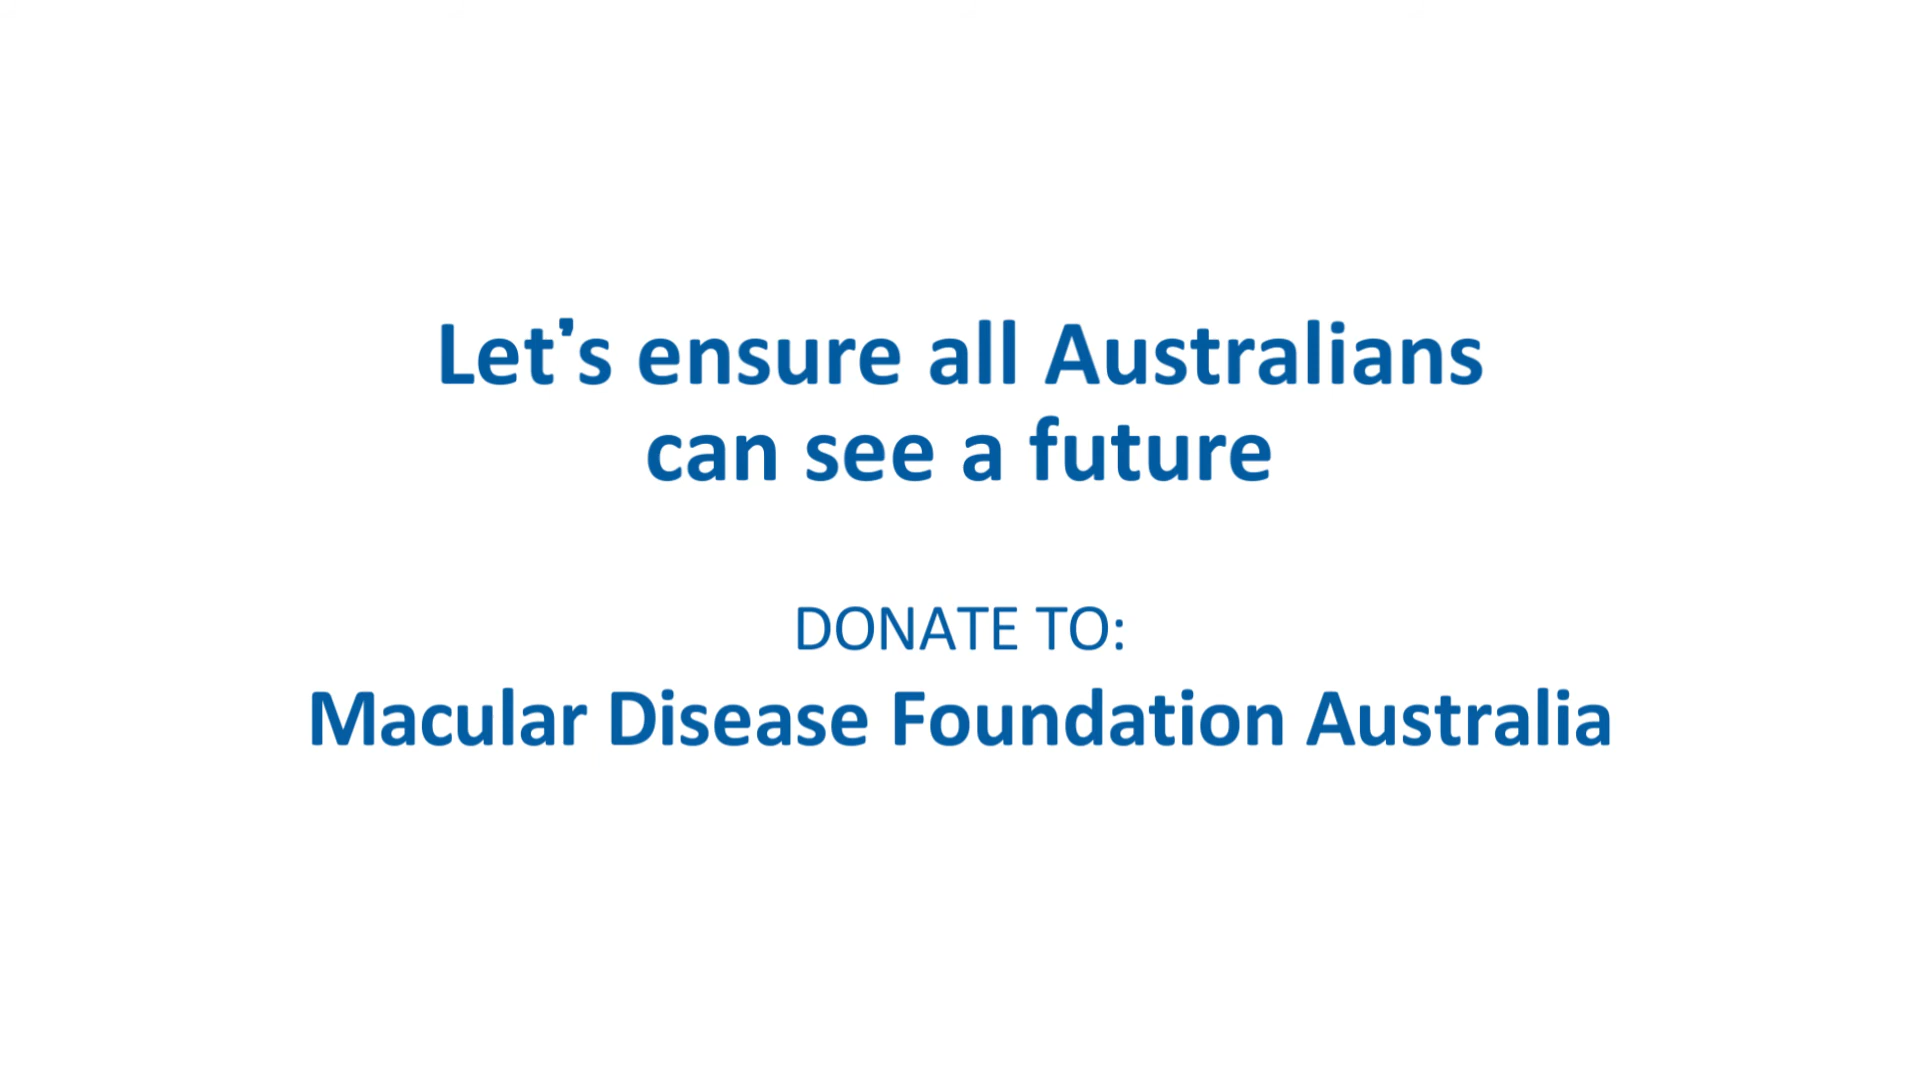 Let’s ensure all Australians
can see a future
DONATE TO:
Macular Disease Foundation Australia